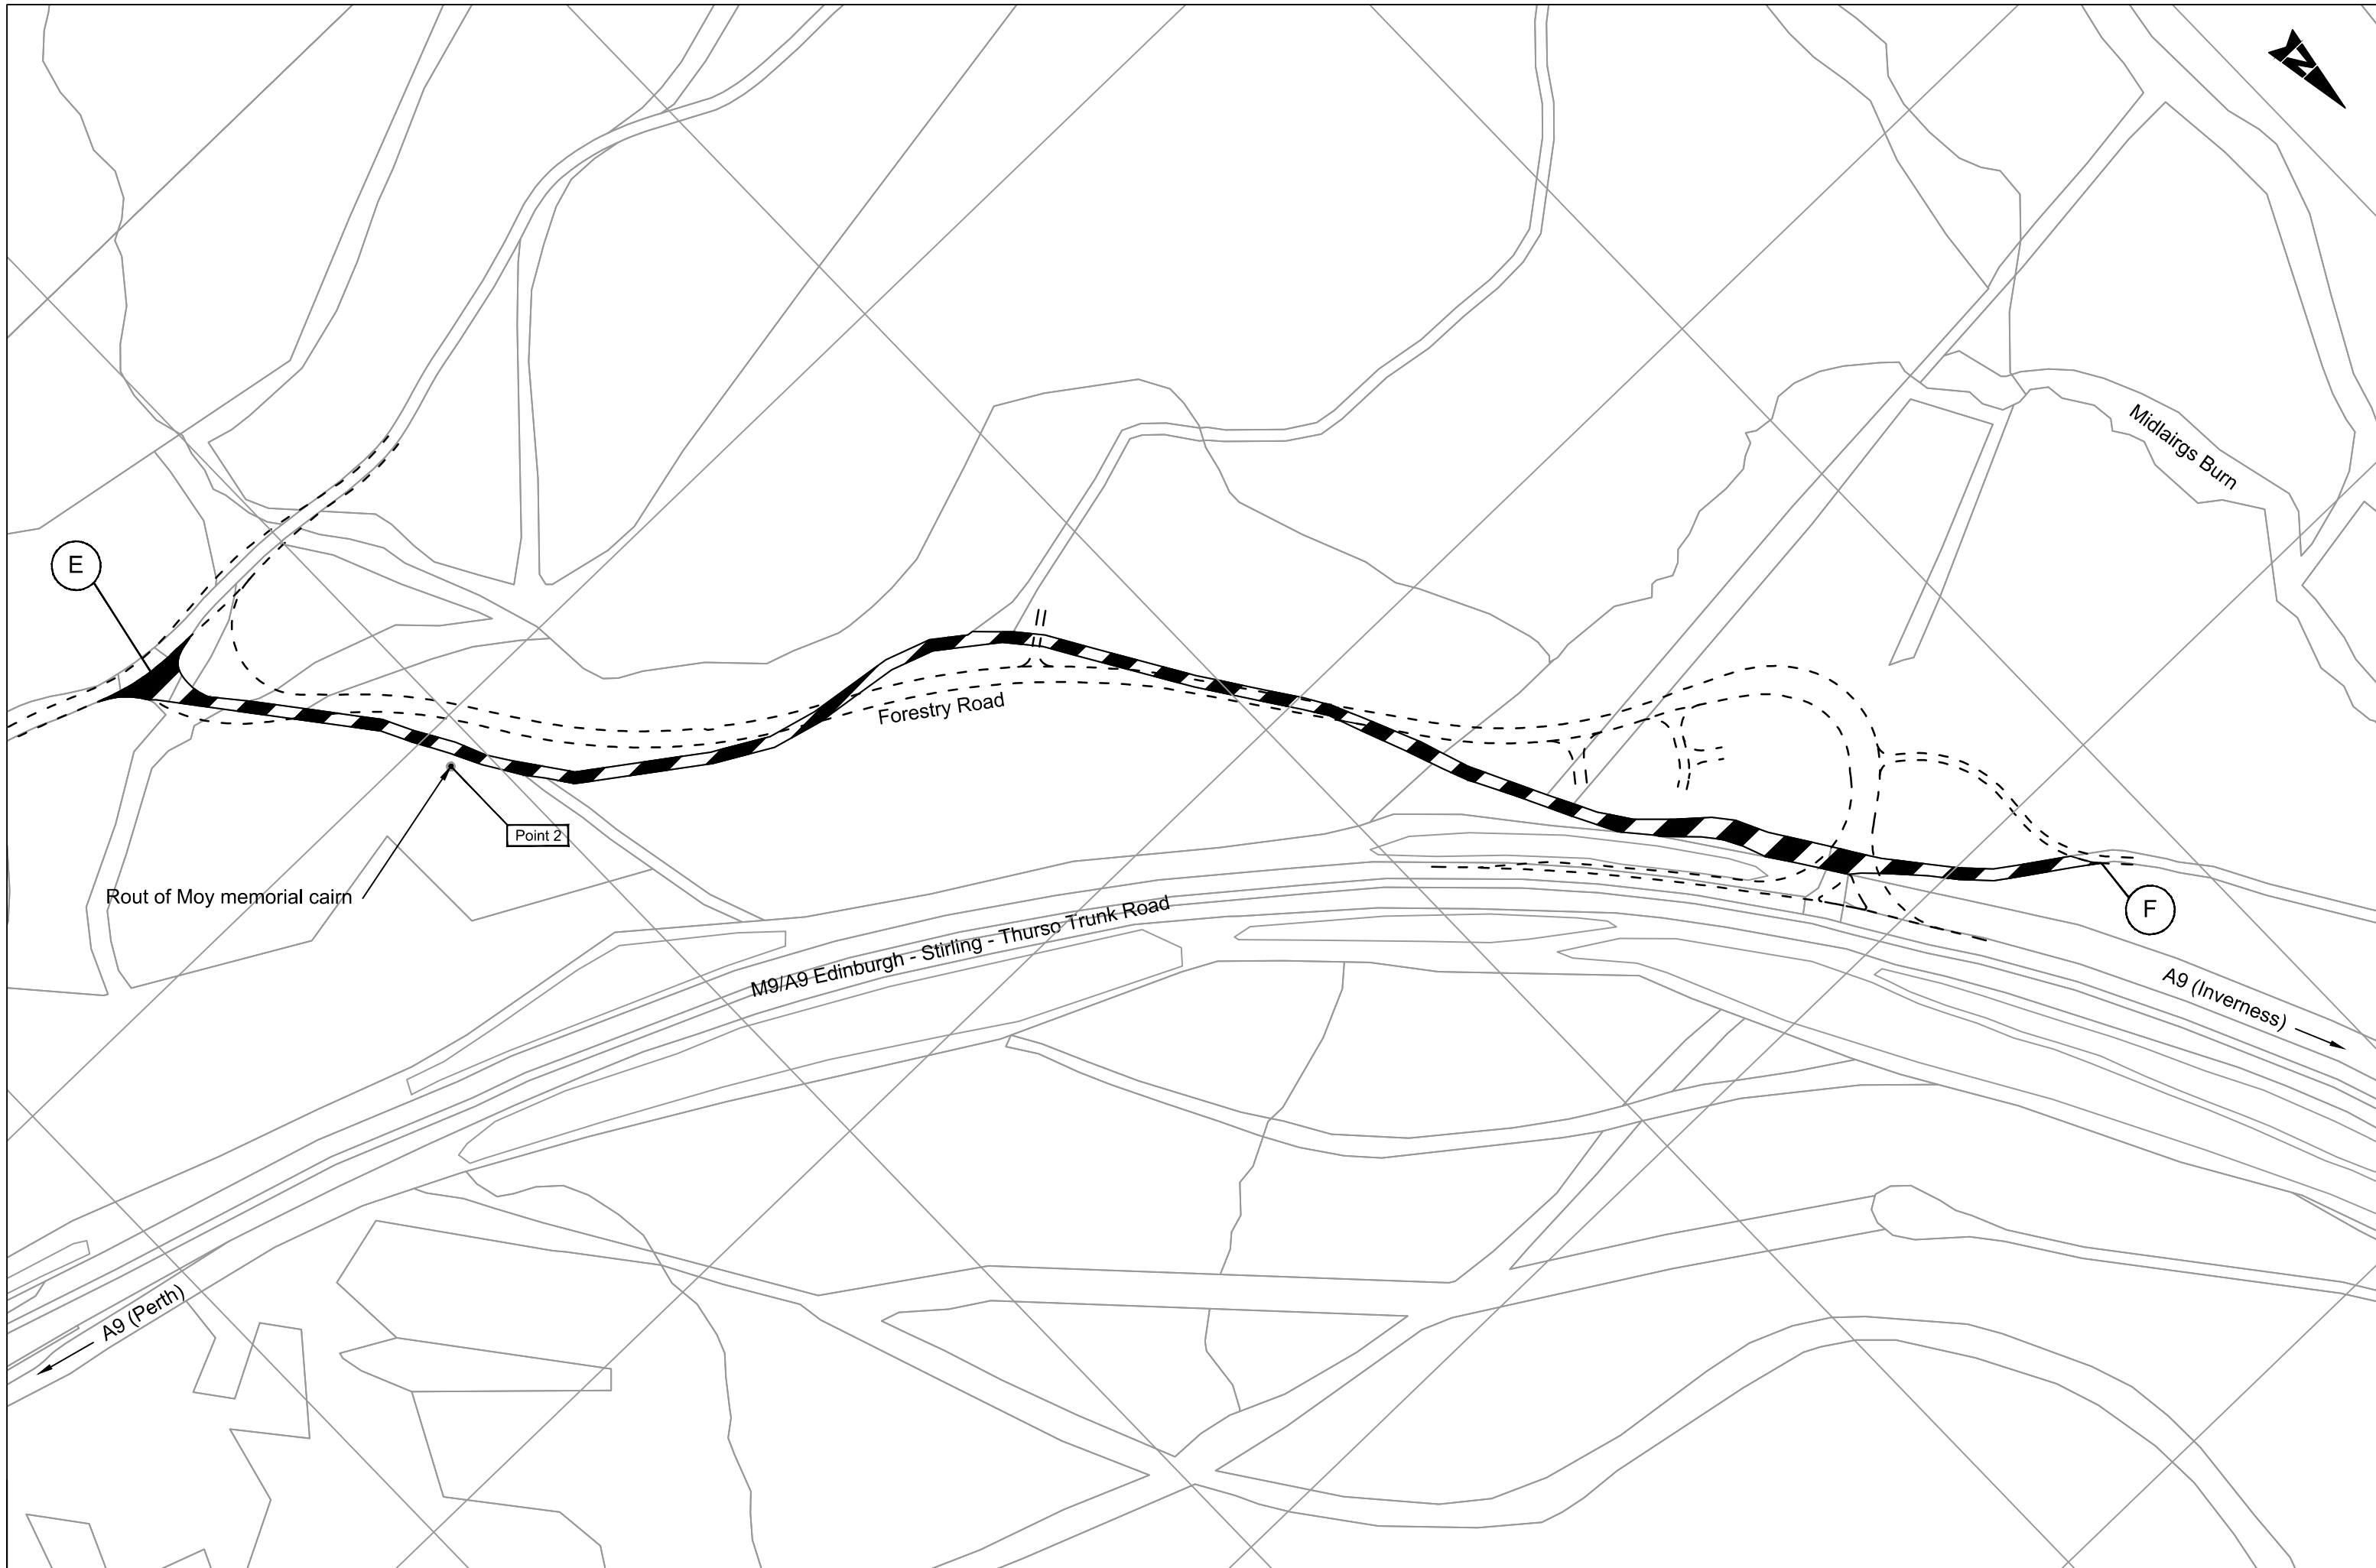 N
Midlairgs Burn
E
Forestry Road
Point 2
Rout of Moy memorial cairn
M9/A9 Edinburgh - Stirling - Thurso Trunk Road
F
A9 (Inverness)
A9 (Perth)